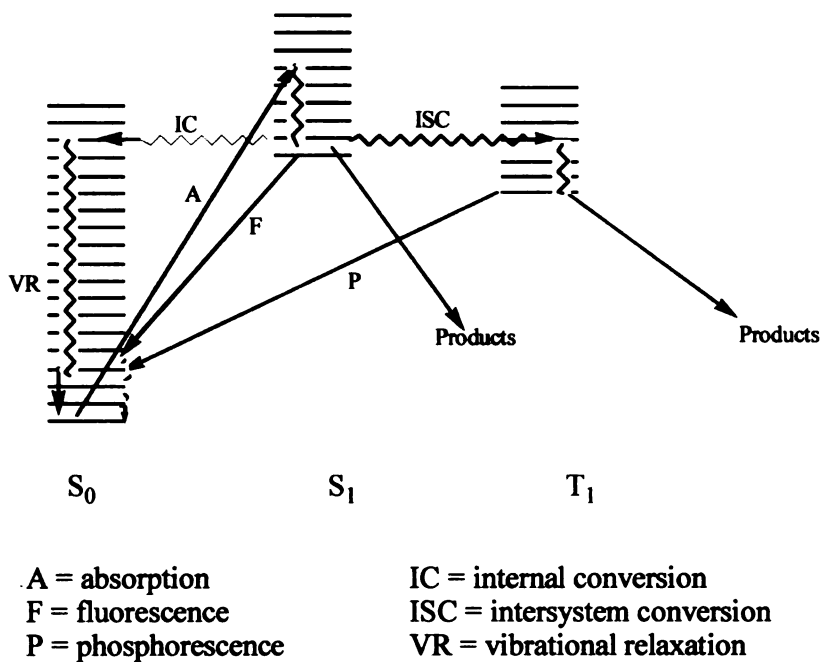 IC
ISC
A
F
VR
P
Products
Products
S₀
S₁
T₁
A = absorption
IC = internal conversion
F = fluorescence
ISC = intersystem conversion
P = phosphorescence
VR = vibrational relaxation